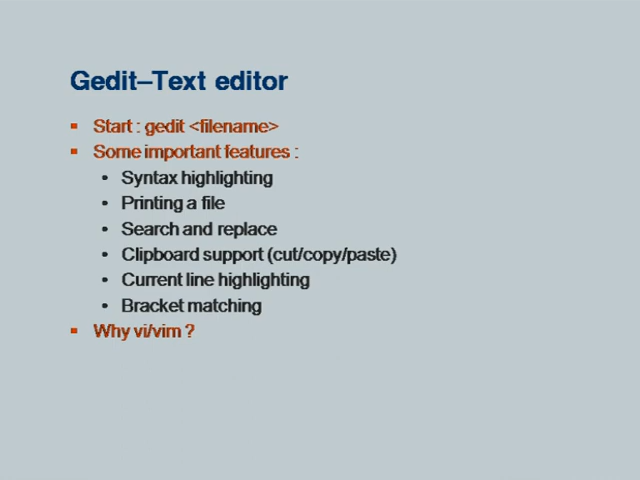 Gedit–Text editor
Start : gedit <filename>
Some important features :
Syntax highlighting
Printing a file
Search and replace
Clipboard support (cut/copy/paste)
Current line highlighting
Bracket matching
Why vi/vim ?